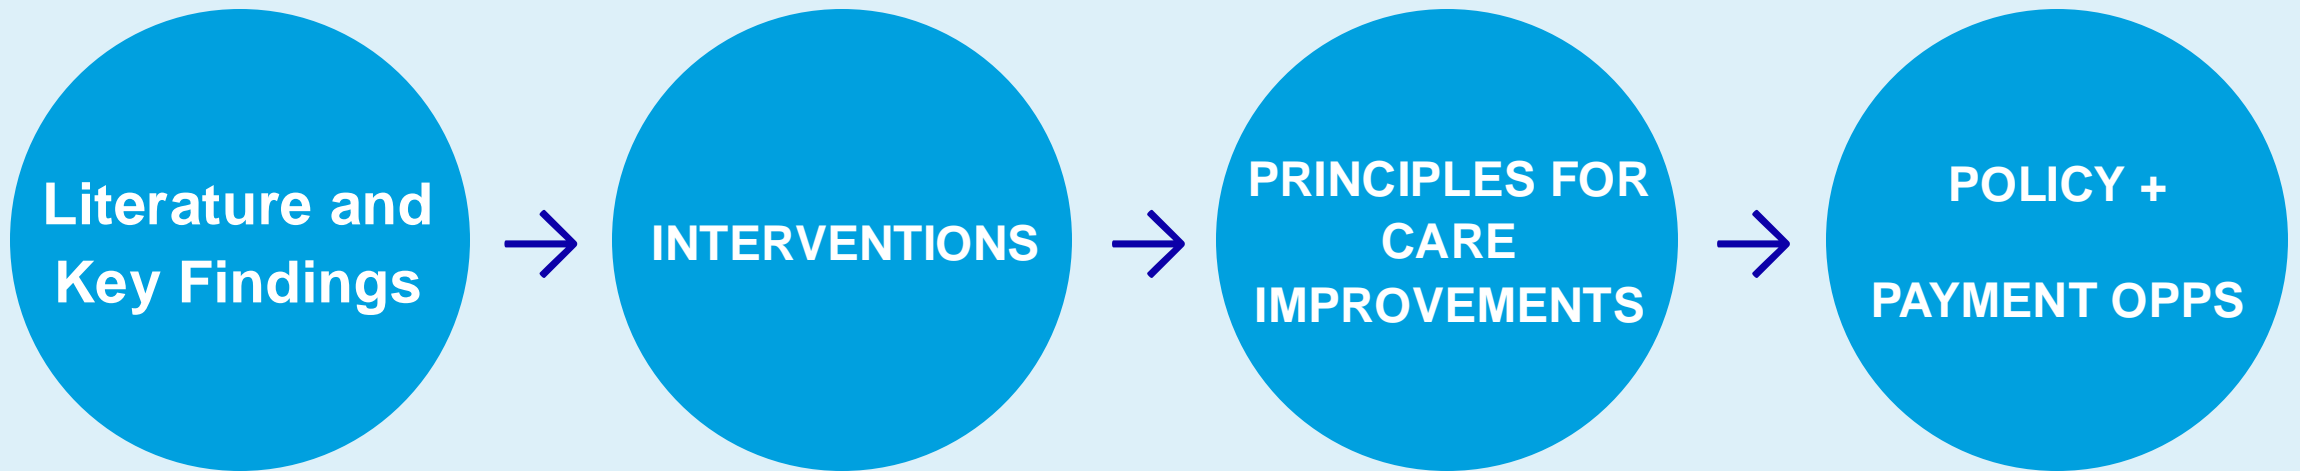 Literature and
Key Findings
INTERVENTIONS
PRINCIPLES FOR
CARE
IMPROVEMENTS
POLICY +
PAYMENT OPPS